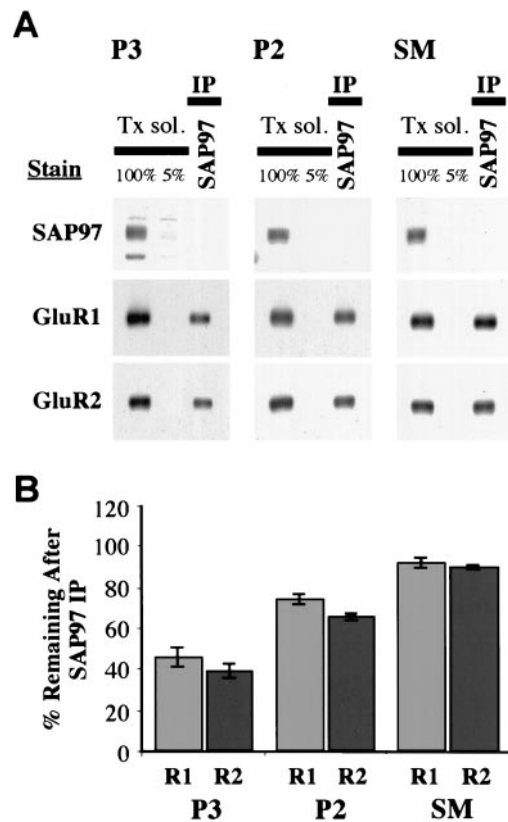 A
P3 P2 SM
IP IP IP
Tx sol. Tx sol. Tx sol.
Stain 100% 5% SAP97 100% 5% SAP97 100% 5% SAP97
SAP97
GluR1
GluR2
B
% Remaining After
SAP97 IP
120
100
80
60
40
20
0
R1 R2 R1 R2 R1 R2
P3 P2 SM